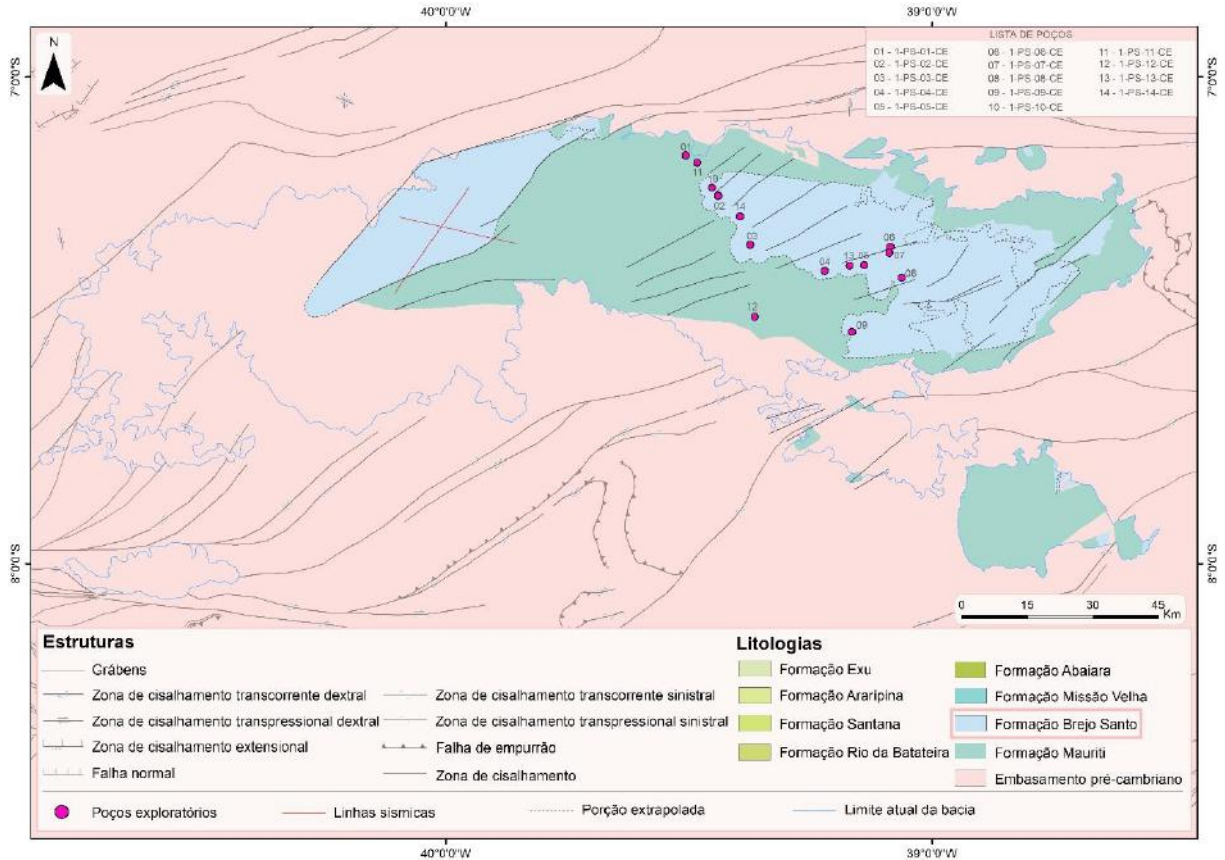 40°0'0"W 39°0'0"W
N
LISTA DE POÇOS
01 - 1-PS-01-CE 06 - 1-PS-06-CE 11 - 1-PS-11-CE
02 - 1-PS-02-CE 07 - 1-PS-07-CE 12 - 1-PS-12-CE
03 - 1-PS-03-CE 08 - 1-PS-08-CE 13 - 1-PS-13-CE
04 - 1-PS-04-CE 09 - 1-PS-09-CE 14 - 1-PS-14-CE
05 - 1-PS-05-CE 10 - 1-PS-10-CE
7°0'0"S 7°0'0"S
01
11
10
02 14
03 06
04 13 05 07
08
12
09
8°0'0"S 8°0'0"S
0 15 30 45
Km
Estruturas
Grábens
Zona de cisalhamento transcorrente dextral
Zona de cisalhamento transpressional dextral
Zona de cisalhamento extensional
Falha normal
Zona de cisalhamento transcorrente sinistral
Zona de cisalhamento transpressional sinistral
Falha de empurrão
Zona de cisalhamento
Litologias
Formação Exu
Formação Araripina
Formação Santana
Formação Rio da Batateira
Formação Abaiara
Formação Missão Velha
Formação Brejo Santo
Formação Mauriti
Embasamento pré-cambriano
Poços exploratórios Linhas sísmicas Porção extrapolada Limite atual da bacia
40°0'0"W 39°0'0"W